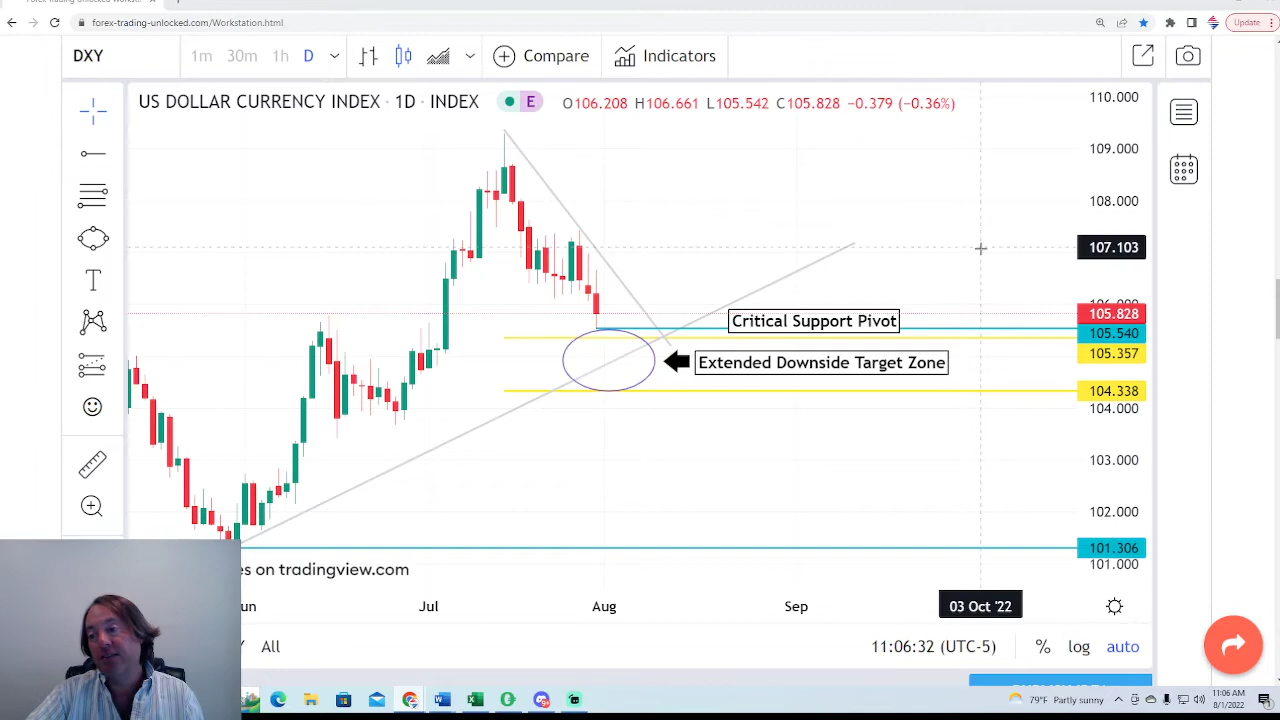 forex-trading-unlocked.com/Workstation.html
Update
DXY
1m 30m 1h D
Compare
Indicators
US DOLLAR CURRENCY INDEX · 1D · INDEX
E
O106.208 H106.661 L105.542 C105.828 −0.379 (−0.36%)
110.000
109.000
108.000
107.103
105.828
105.540
105.357
104.338
104.000
103.000
102.000
101.306
101.000
Critical Support Pivot
Extended Downside Target Zone
es on tradingview.com
un Jul Aug Sep 03 Oct '22
All
11:06:32 (UTC-5)
% log auto
79°F Partly sunny
11:06 AM
8/1/2022